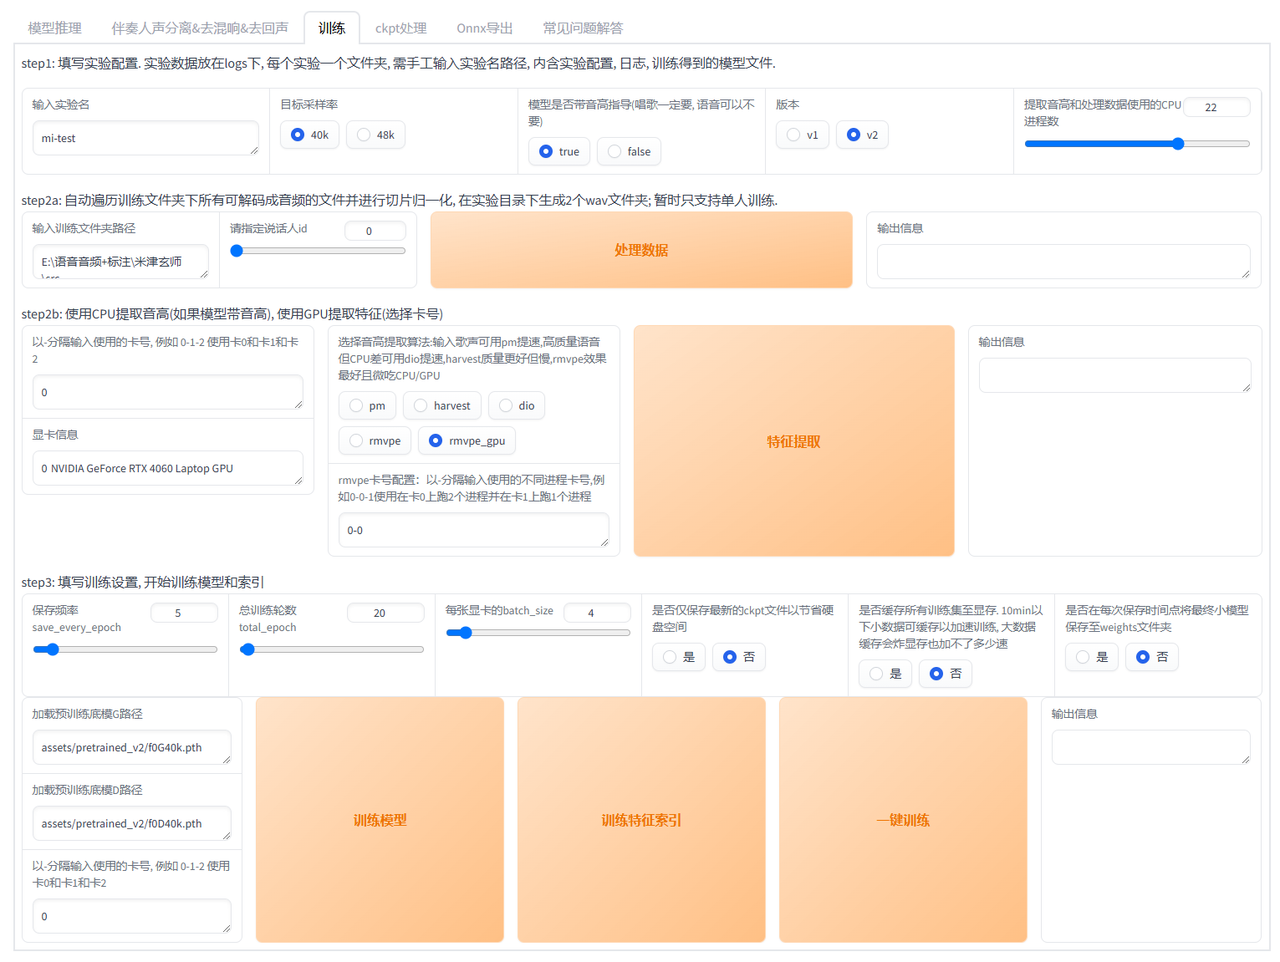 模型推理
伴奏人声分离&去混响&去回声
训练
ckpt处理
Onnx导出
常见问题解答
step1: 填写实验配置. 实验数据放在logs下, 每个实验一个文件夹, 需手工输入实验名路径, 内含实验配置, 日志, 训练得到的模型文件.
输入实验名
mi-test
目标采样率
40k
48k
模型是否带音高指导(唱歌一定要, 语音可以不
要)
true
false
版本
v1
v2
提取音高和处理数据使用的CPU
进程数
22
step2a: 自动遍历训练文件夹下所有可解码成音频的文件并进行切片归一化, 在实验目录下生成2个wav文件夹; 暂时只支持单人训练.
输入训练文件夹路径
E:\语音音频+标注\米津玄师
\src
请指定说话人id
0
处理数据
输出信息
step2b: 使用CPU提取音高(如果模型带音高), 使用GPU提取特征(选择卡号)
以-分隔输入使用的卡号, 例如 0-1-2 使用卡0和卡1和卡
2
0
显卡信息
0 NVIDIA GeForce RTX 4060 Laptop GPU
选择音高提取算法:输入歌声可用pm提速,高质量语音
但CPU差可用dio提速,harvest质量更好但慢,rmvpe效果
最好且微吃CPU/GPU
pm
harvest
dio
rmvpe
rmvpe_gpu
rmvpe卡号配置：以-分隔输入使用的不同进程卡号,例
如0-0-1使用在卡0上跑2个进程并在卡1上跑1个进程
0-0
特征提取
输出信息
step3: 填写训练设置, 开始训练模型和索引
保存频率
save_every_epoch
5
总训练轮数
total_epoch
20
每张显卡的batch_size
4
是否仅保存最新的ckpt文件以节省硬
盘空间
是
否
是否缓存所有训练集至显存. 10min以
下小数据可缓存以加速训练, 大数据
缓存会炸显存也加不了多少速
是
否
是否在每次保存时间点将最终小模型
保存至weights文件夹
是
否
加载预训练底模G路径
assets/pretrained_v2/f0G40k.pth
加载预训练底模D路径
assets/pretrained_v2/f0D40k.pth
以-分隔输入使用的卡号, 例如 0-1-2 使用
卡0和卡1和卡2
0
训练模型
训练特征索引
一键训练
输出信息